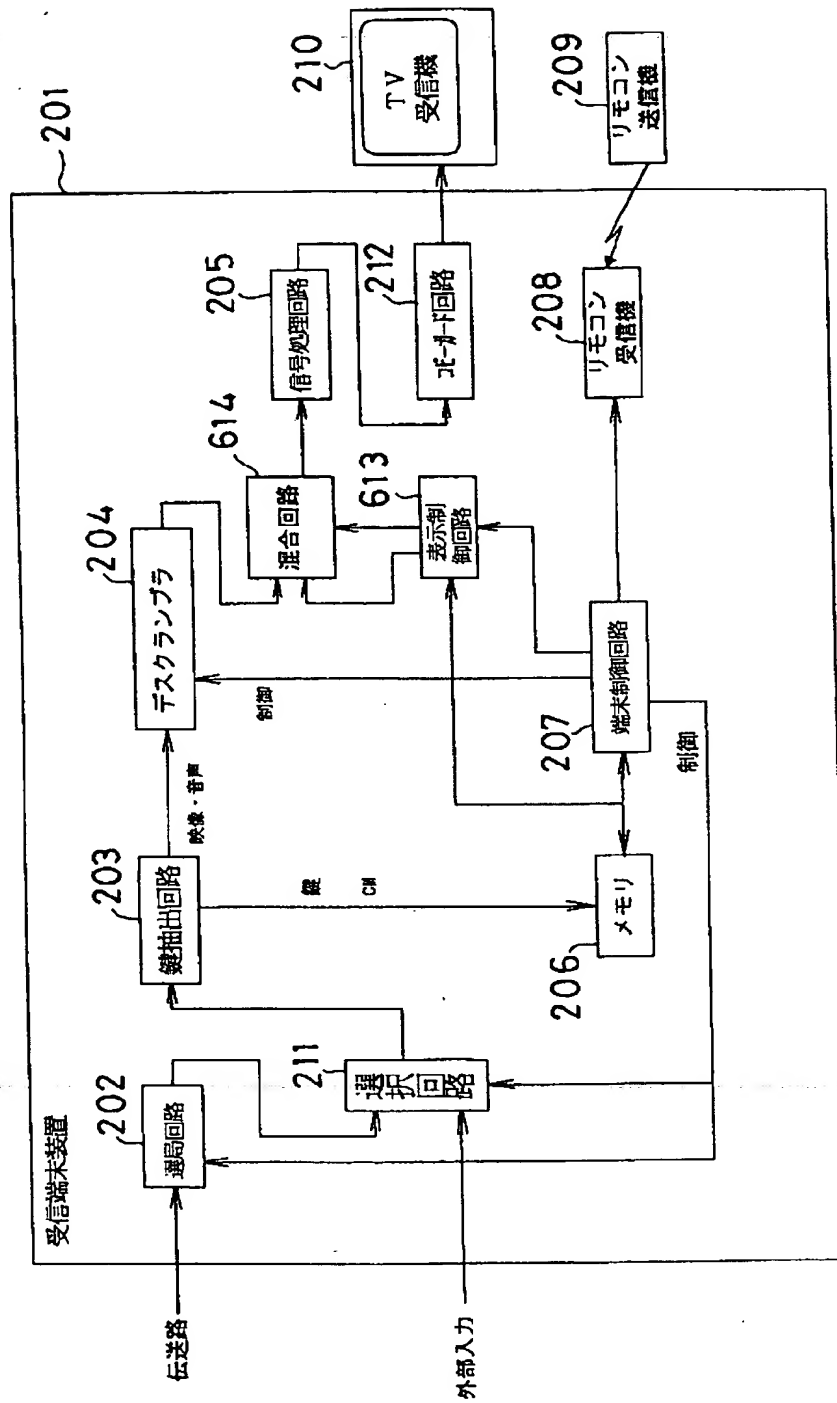 受信端末装置
201
伝送路
外部入力
202
選局回路
211
選択回路
203
鍵抽出回路
映像・音声
鍵
CM
204
デスクランブラ
制御
614
混合回路
205
信号処理回路
613
表示制
御回路
212
コピーガード回路
210
TV
受信機
206
メモリ
207
端末制御回路
制御
208
リモコン
受信機
209
リモコン
送信機